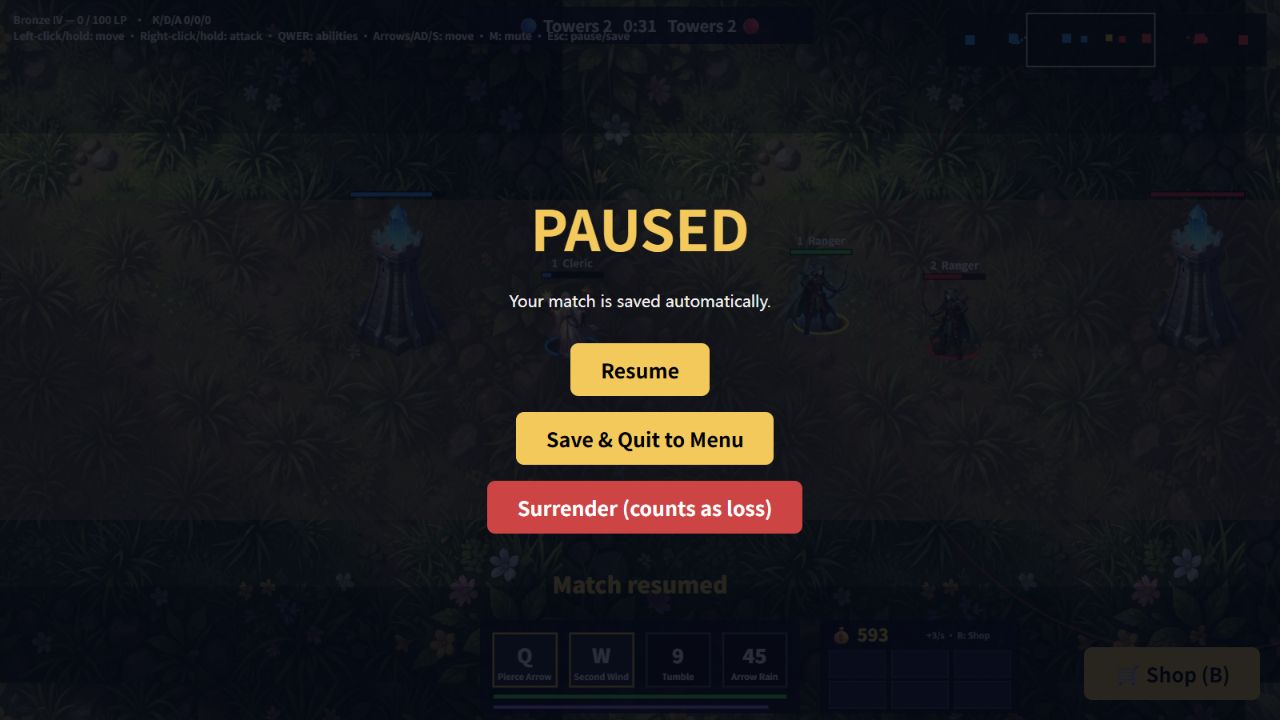 Bronze IV — 0 / 100 LP • K/D/A 0/0/0
Left-click/hold: move • Right-click/hold: attack • QWER: abilities • Arrows/AD/S: move • M: mute • Esc: pause/save
Towers 2 0:31 Towers 2
PAUSED
1 Ranger
1 Cleric
2 Ranger
Your match is saved automatically.
Resume
Save & Quit to Menu
Surrender (counts as loss)
Match resumed
Q
Pierce Arrow
W
Second Wind
9
Tumble
45
Arrow Rain
593
+3/s • B: Shop
Shop (B)